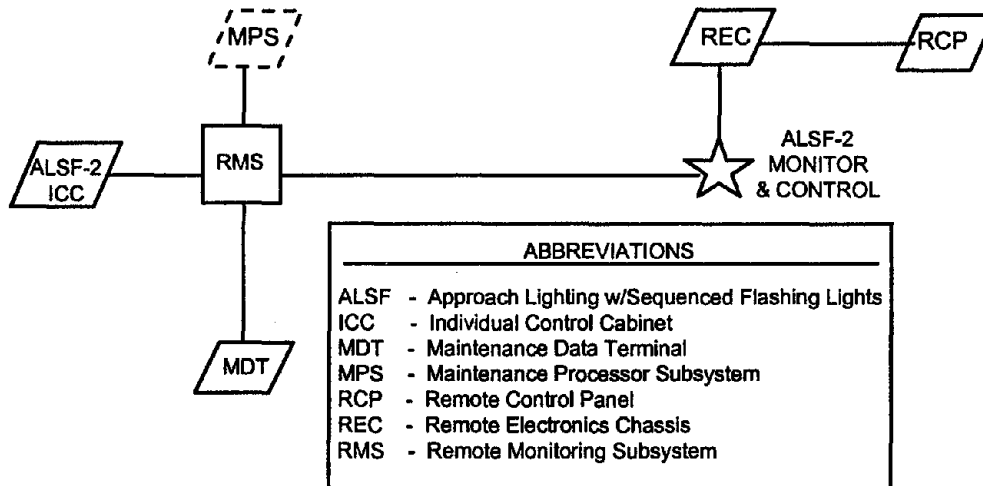 MPS
REC
RCP
ALSF-2
ICC
RMS
ALSF-2
MONITOR
& CONTROL
MDT
ABBREVIATIONS
ALSF - Approach Lighting w/Sequenced Flashing Lights
ICC - Individual Control Cabinet
MDT - Maintenance Data Terminal
MPS - Maintenance Processor Subsystem
RCP - Remote Control Panel
REC - Remote Electronics Chassis
RMS - Remote Monitoring Subsystem